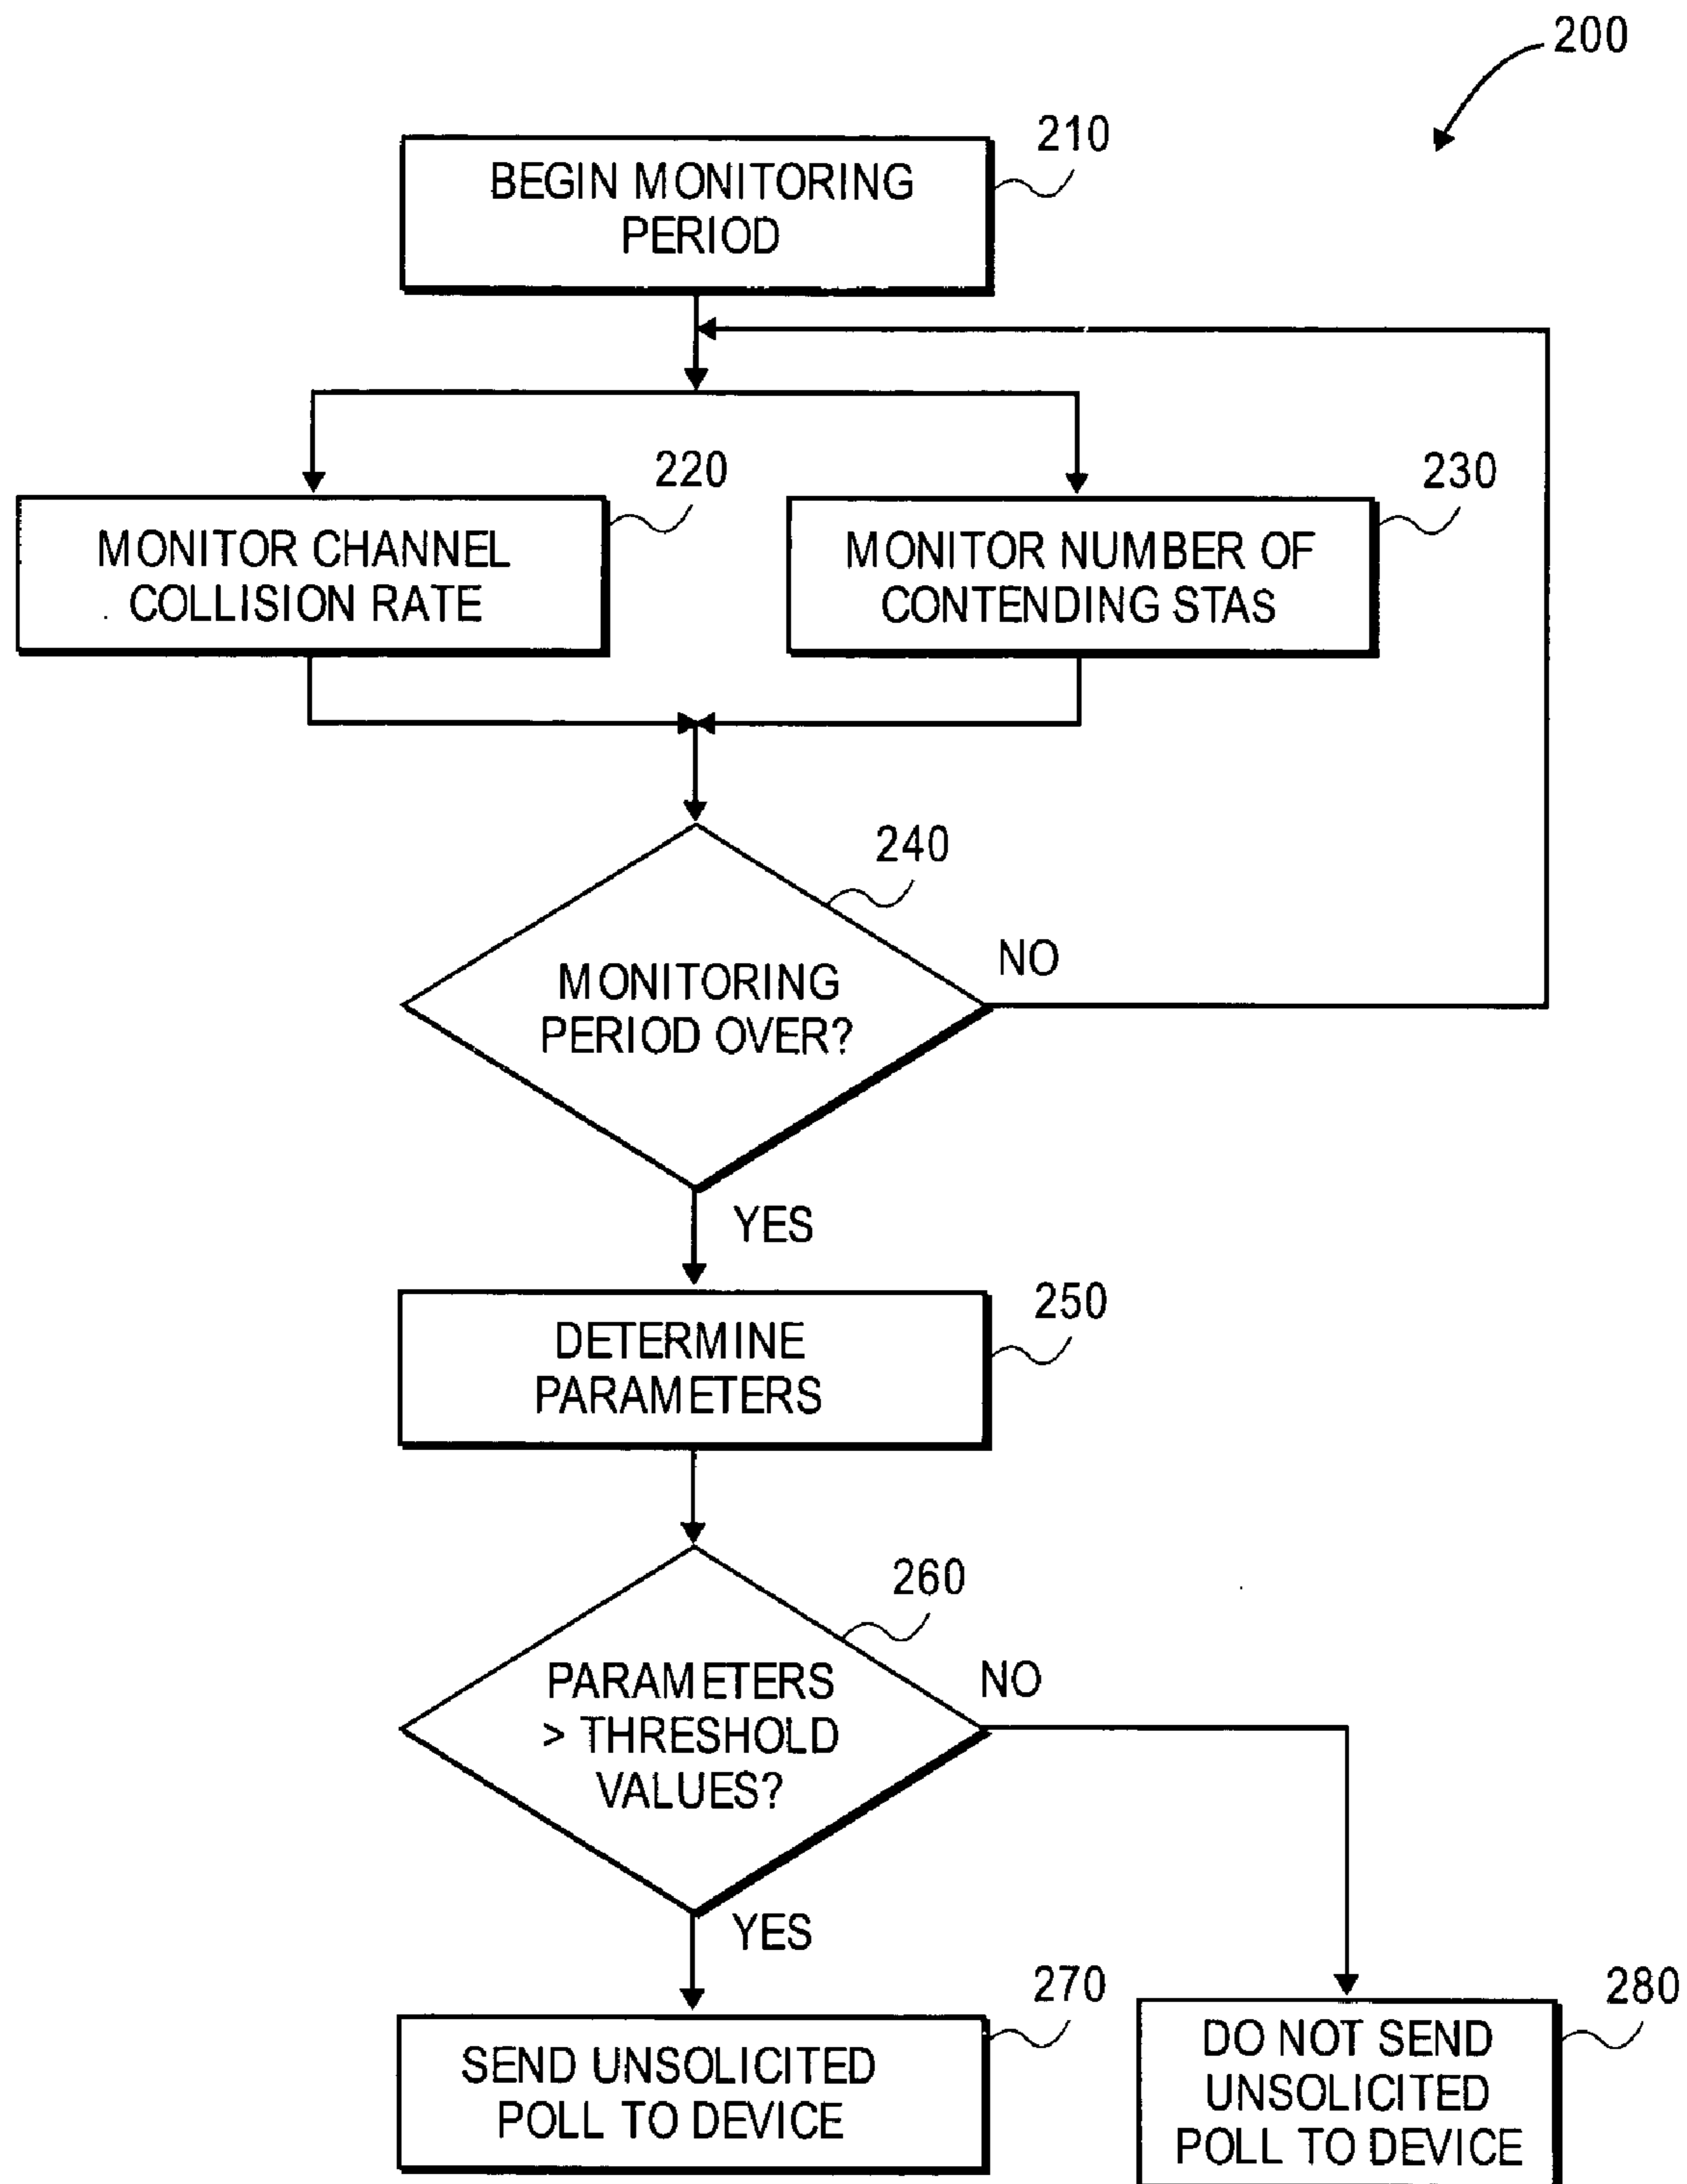 200
210
BEGIN MONITORING
PERIOD
220
MONITOR CHANNEL
COLLISION RATE
230
MONITOR NUMBER OF
CONTENDING STAS
240
MONITORING
PERIOD OVER?
NO
YES
250
DETERMINE
PARAMETERS
260
PARAMETERS
> THRESHOLD
VALUES?
NO
YES
270
SEND UNSOLICITED
POLL TO DEVICE
280
DO NOT SEND
UNSOLICITED
POLL TO DEVICE